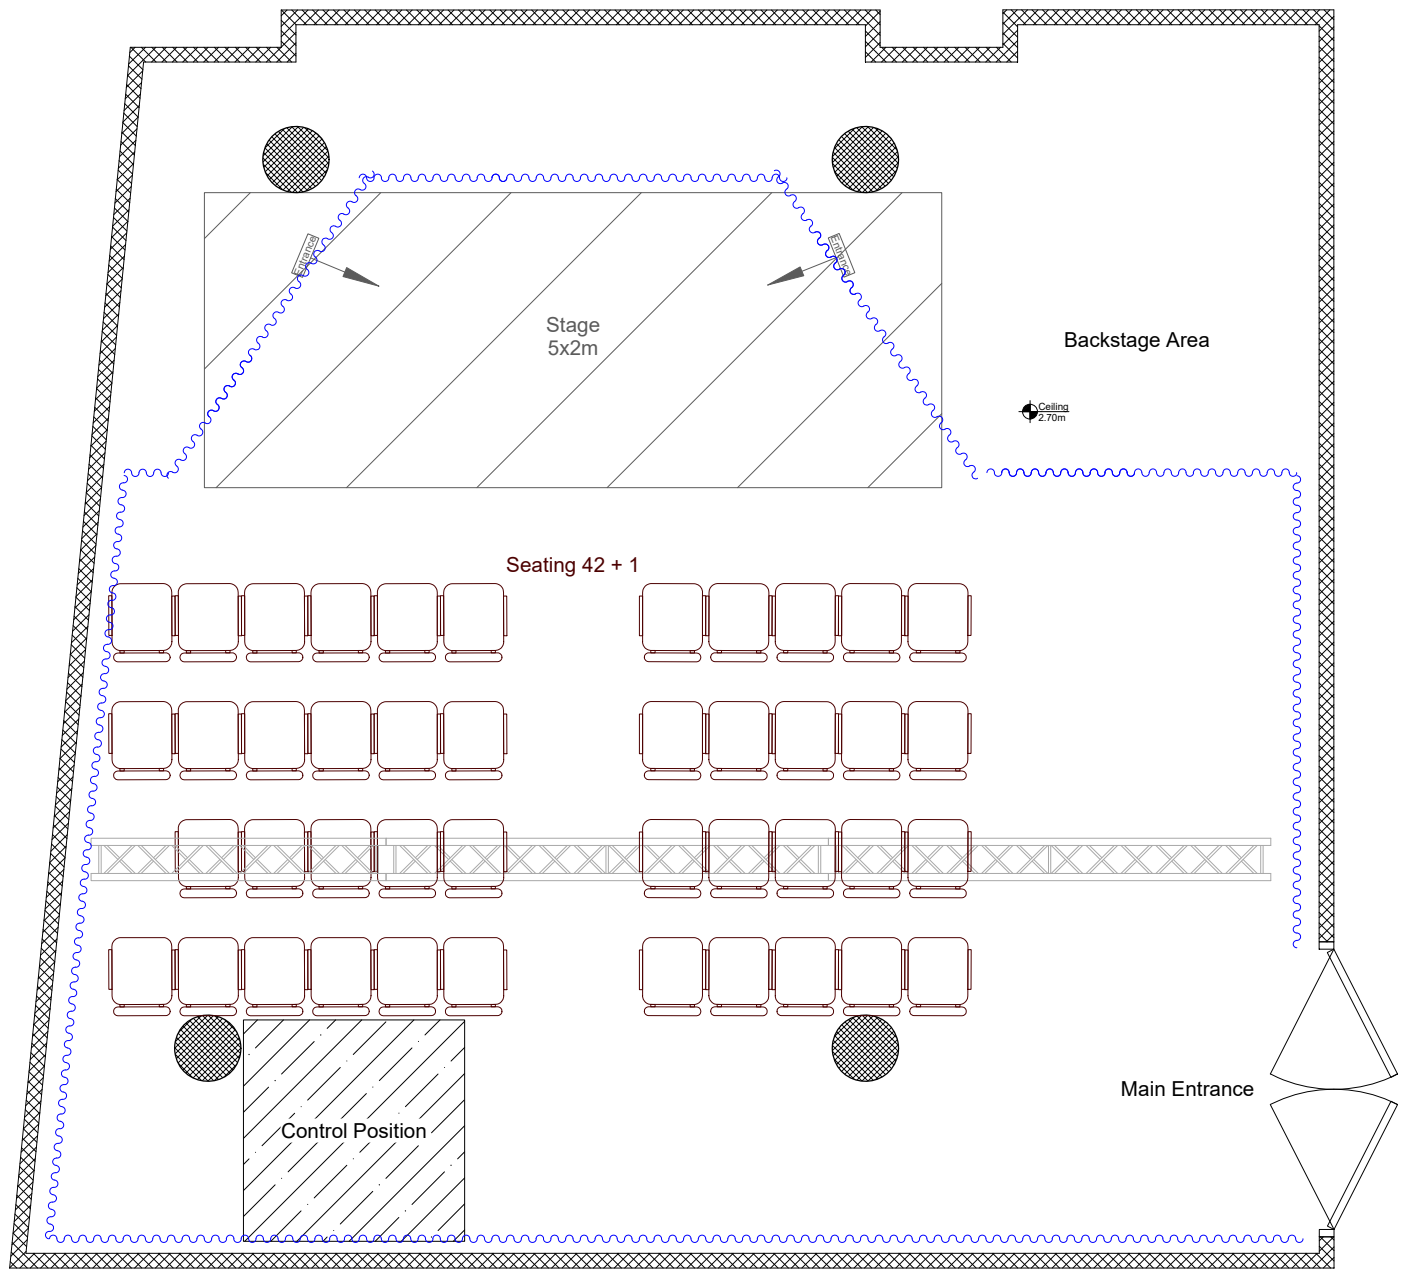 Entrance
Entrance
Stage
5x2m
Backstage Area
Ceiling
2.70m
Seating 42 + 1
Main Entrance
Control Position